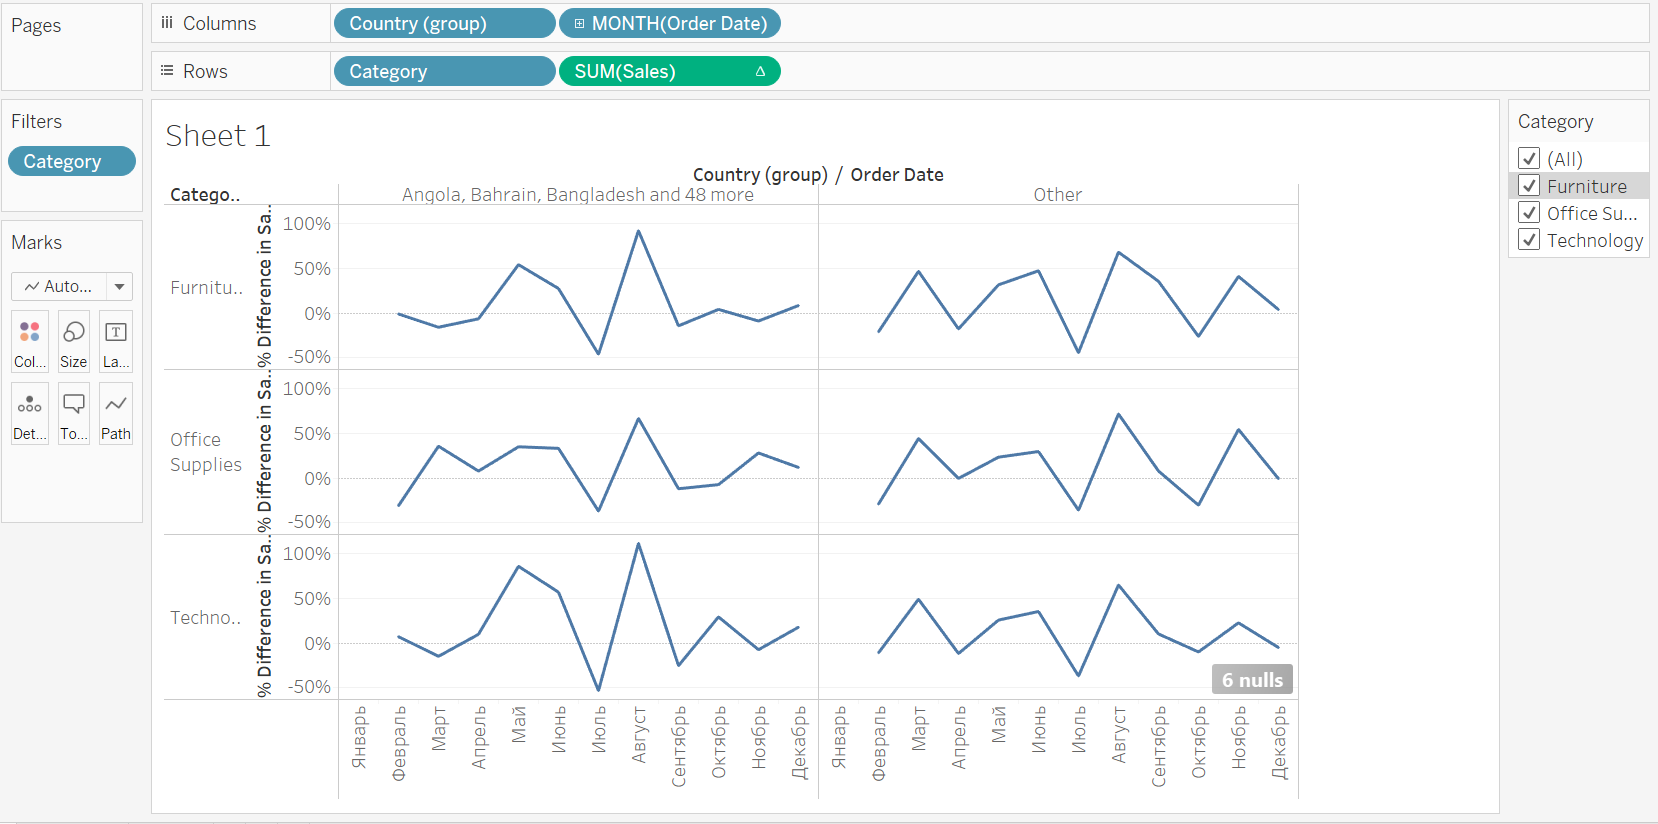 Pages
Columns
Country (group)
MONTH(Order Date)
Rows
Category
SUM(Sales)
Filters
Category
Marks
Auto...
Col...
Size
La...
Det...
To...
Path
Sheet 1
Country (group) / Order Date
Catego..
Angola, Bahrain, Bangladesh and 48 more
Other
Furnitu..
% Difference in Sa..
100%
50%
0%
-50%
Office
Supplies
% Difference in Sa..
100%
50%
0%
-50%
Techno..
% Difference in Sa..
100%
50%
0%
-50%
6 nulls
Январь
Февраль
Март
Апрель
Май
Июнь
Июль
Август
Сентябрь
Октябрь
Ноябрь
Декабрь
Январь
Февраль
Март
Апрель
Май
Июнь
Июль
Август
Сентябрь
Октябрь
Ноябрь
Декабрь
Category
(All)
Furniture
Office Su...
Technology